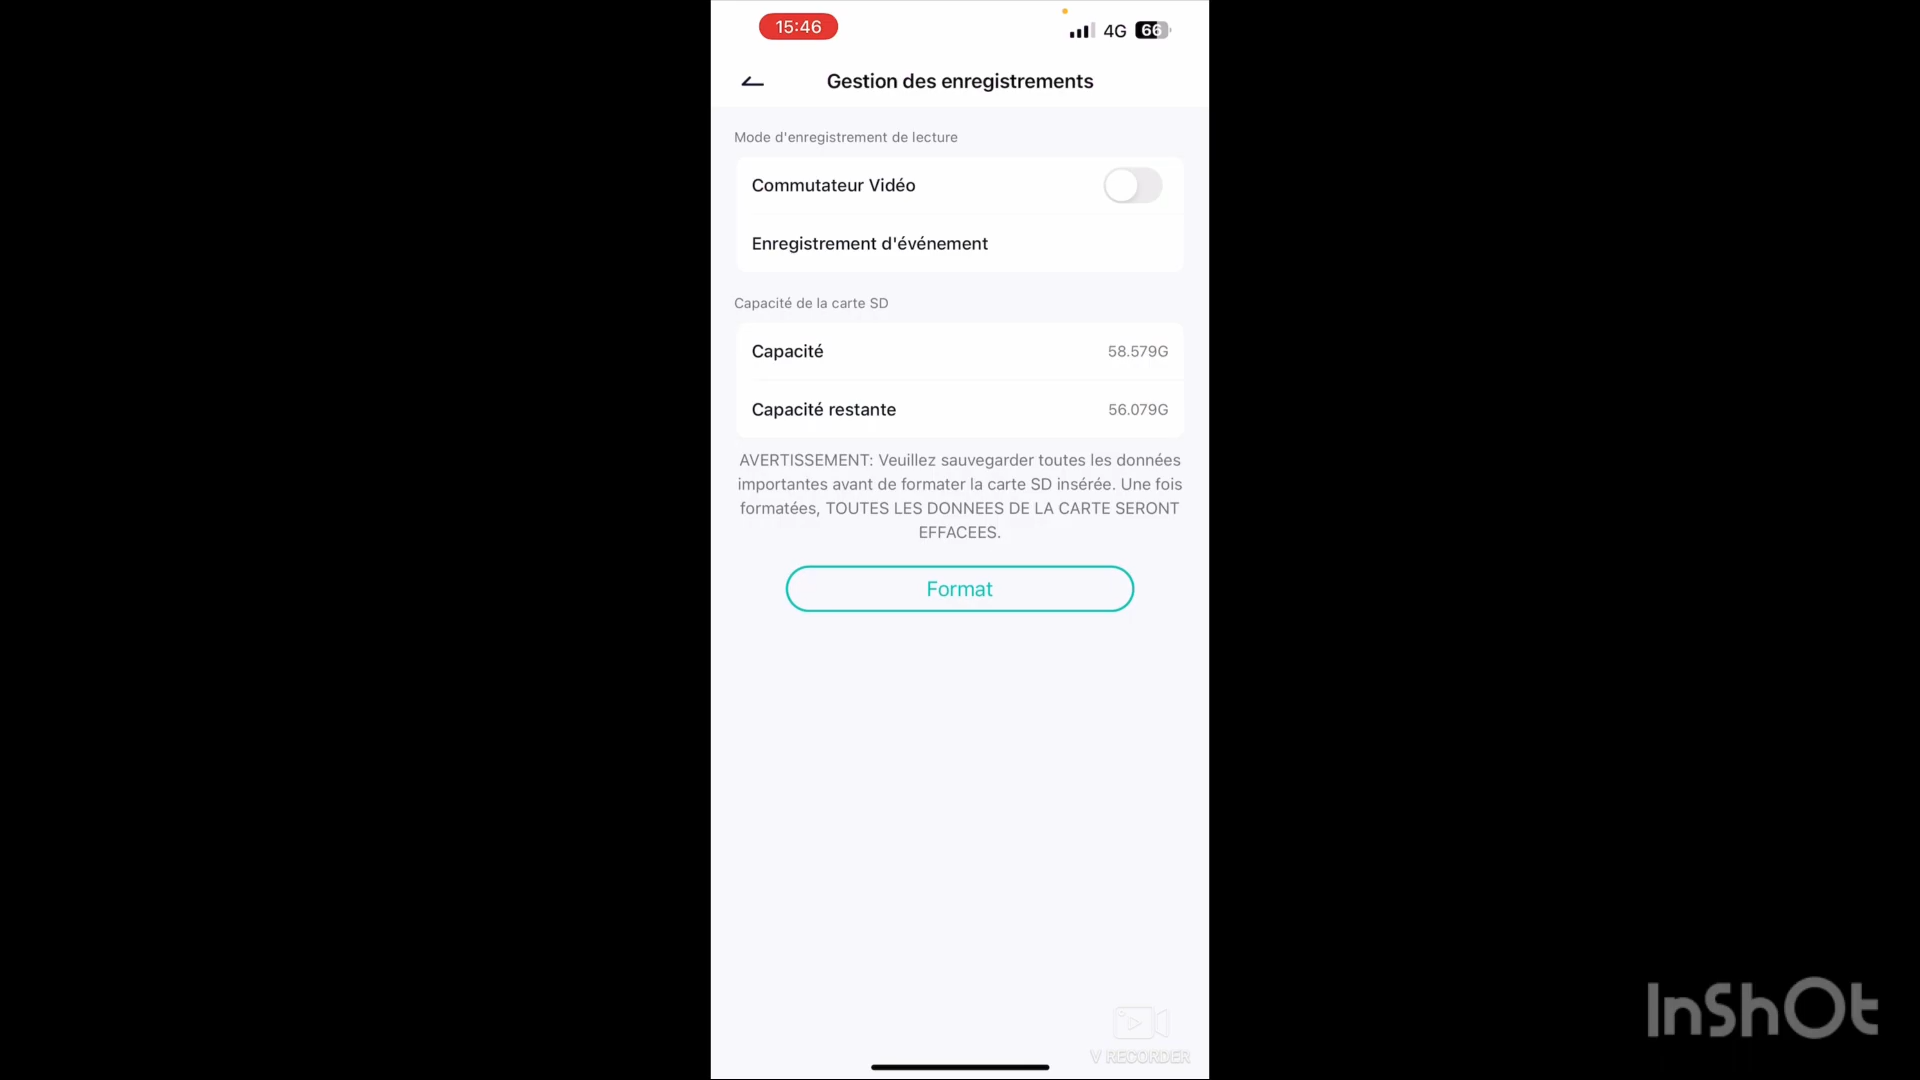 15:46
4G 66
Gestion des enregistrements
Mode d'enregistrement de lecture
Commutateur Vidéo
Enregistrement d'événement
Capacité de la carte SD
Capacité 58.579G
Capacité restante 56.079G
AVERTISSEMENT: Veuillez sauvegarder toutes les données
importantes avant de formater la carte SD insérée. Une fois
formatées, TOUTES LES DONNEES DE LA CARTE SERONT
EFFACEES.
Format
V RECORDER
InShOt